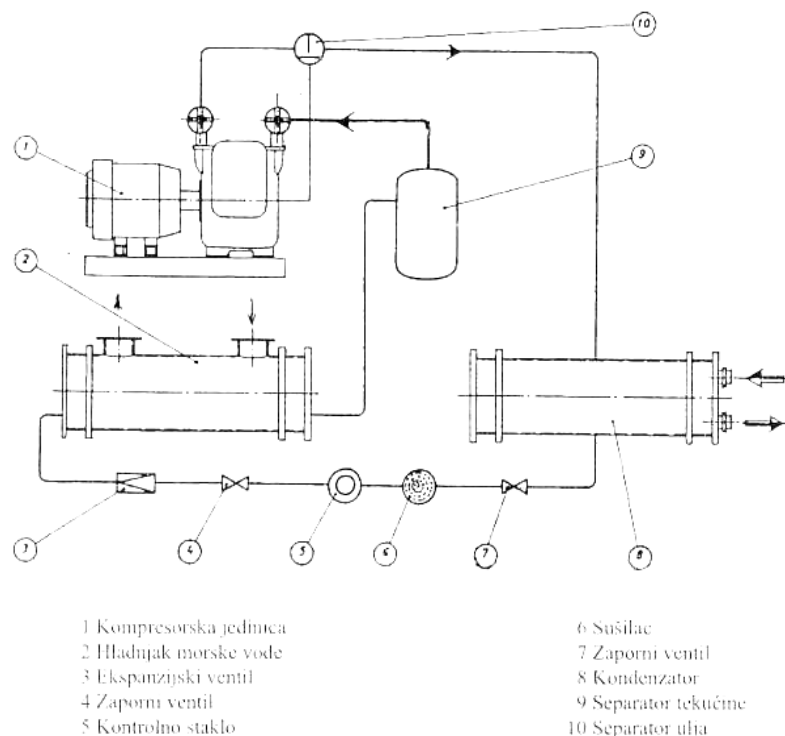 10
1
9
2
3
4
5
6
7
8
1 Kompresorska jedinica
2 Hladnjak morske vode
3 Ekspanzijski ventil
4 Zaporni ventil
5 Kontrolno staklo
6 Sušilac
7 Zaporni ventil
8 Kondenzator
9 Separator tekućine
10 Separator ulja